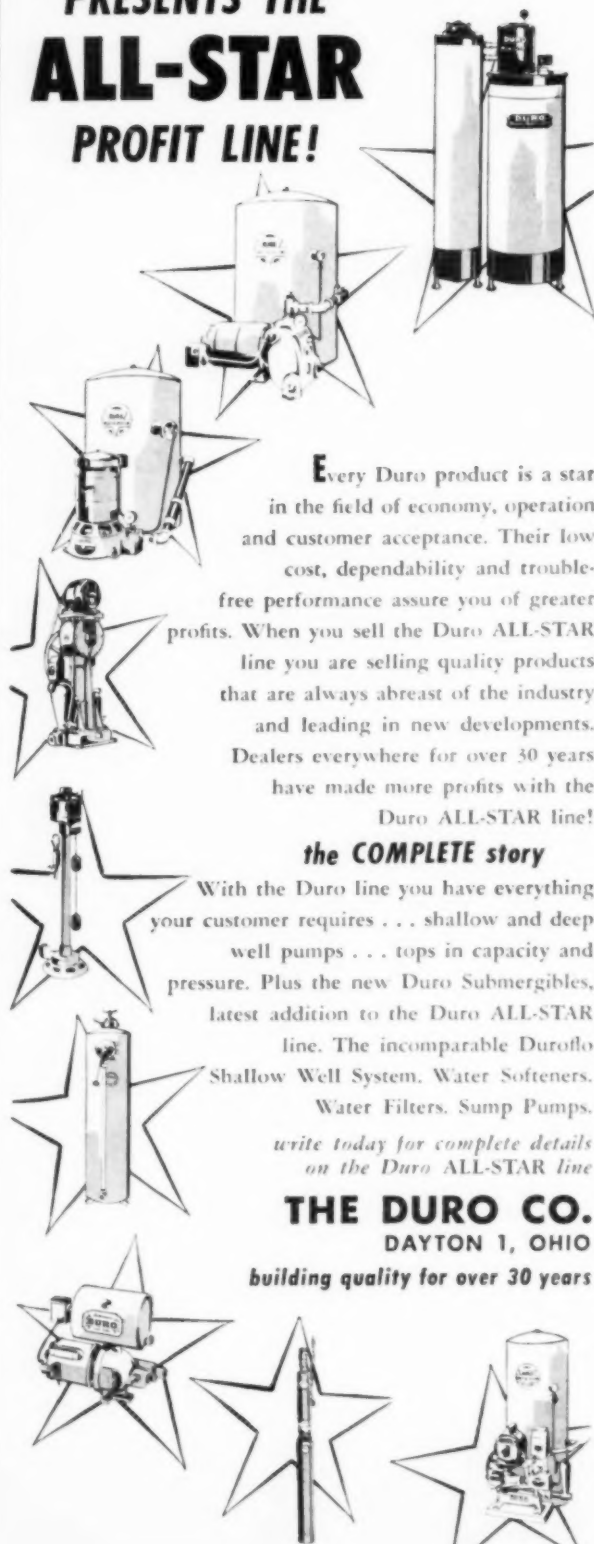 PRESENTS THE
ALL-STAR
PROFIT LINE!
DURO
Every Duro product is a star
in the field of economy, operation
and customer acceptance. Their low
cost, dependability and trouble-
free performance assure you of greater
profits. When you sell the Duro ALL-STAR
line you are selling quality products
that are always abreast of the industry
and leading in new developments.
Dealers everywhere for over 30 years
have made more profits with the
Duro ALL-STAR line!
the COMPLETE story
With the Duro line you have everything
your customer requires . . . shallow and deep
well pumps . . . tops in capacity and
pressure. Plus the new Duro Submergibles,
latest addition to the Duro ALL-STAR
line. The incomparable Duroflo
Shallow Well System. Water Softeners.
Water Filters. Sump Pumps.
write today for complete details
on the Duro ALL-STAR line
THE DURO CO.
DAYTON 1, OHIO
building quality for over 30 years
DURO